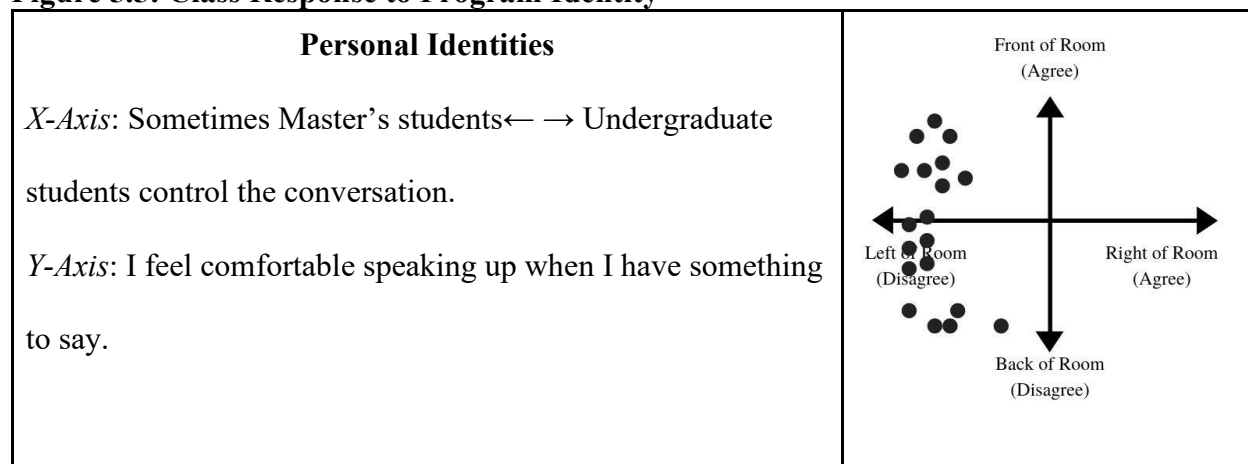 Figure 5.5: Class Response to Program Identity
Personal Identities
X-Axis: Sometimes Master’s students← → Undergraduate
students control the conversation.
Y-Axis: I feel comfortable speaking up when I have something
to say.
Front of Room
(Agree)
Left of Room
(Disagree)
Right of Room
(Agree)
Back of Room
(Disagree)